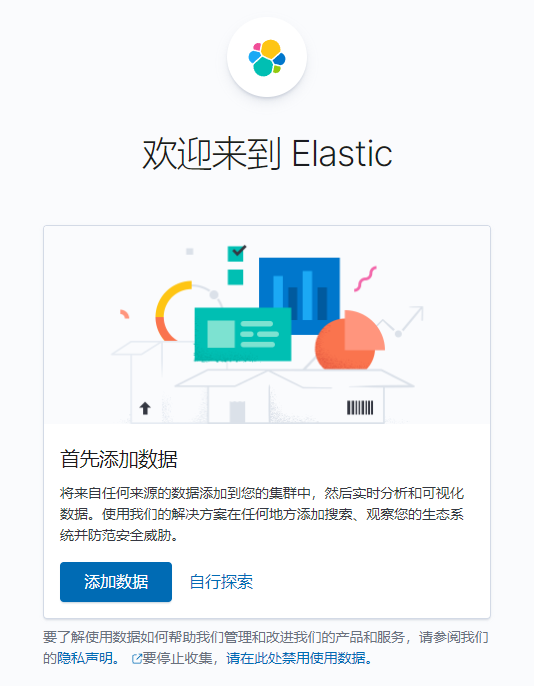 欢迎来到 Elastic
首先添加数据
将来自任何来源的数据添加到您的集群中，然后实时分析和可视化
数据。使用我们的解决方案在任何地方添加搜索、观察您的生态系
统并防范安全威胁。
添加数据 自行探索
要了解使用数据如何帮助我们管理和改进我们的产品和服务，请参阅我们
的隐私声明。 要停止收集，请在此处禁用使用数据。